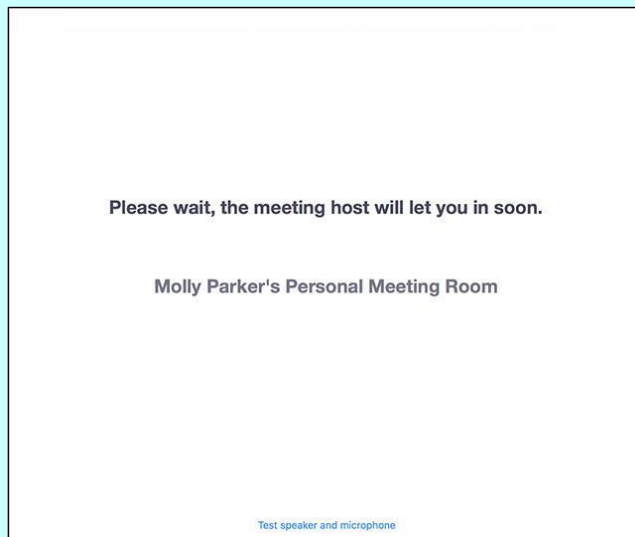 Please wait, the meeting host will let you in soon.
Molly Parker's Personal Meeting Room
Test speaker and microphone